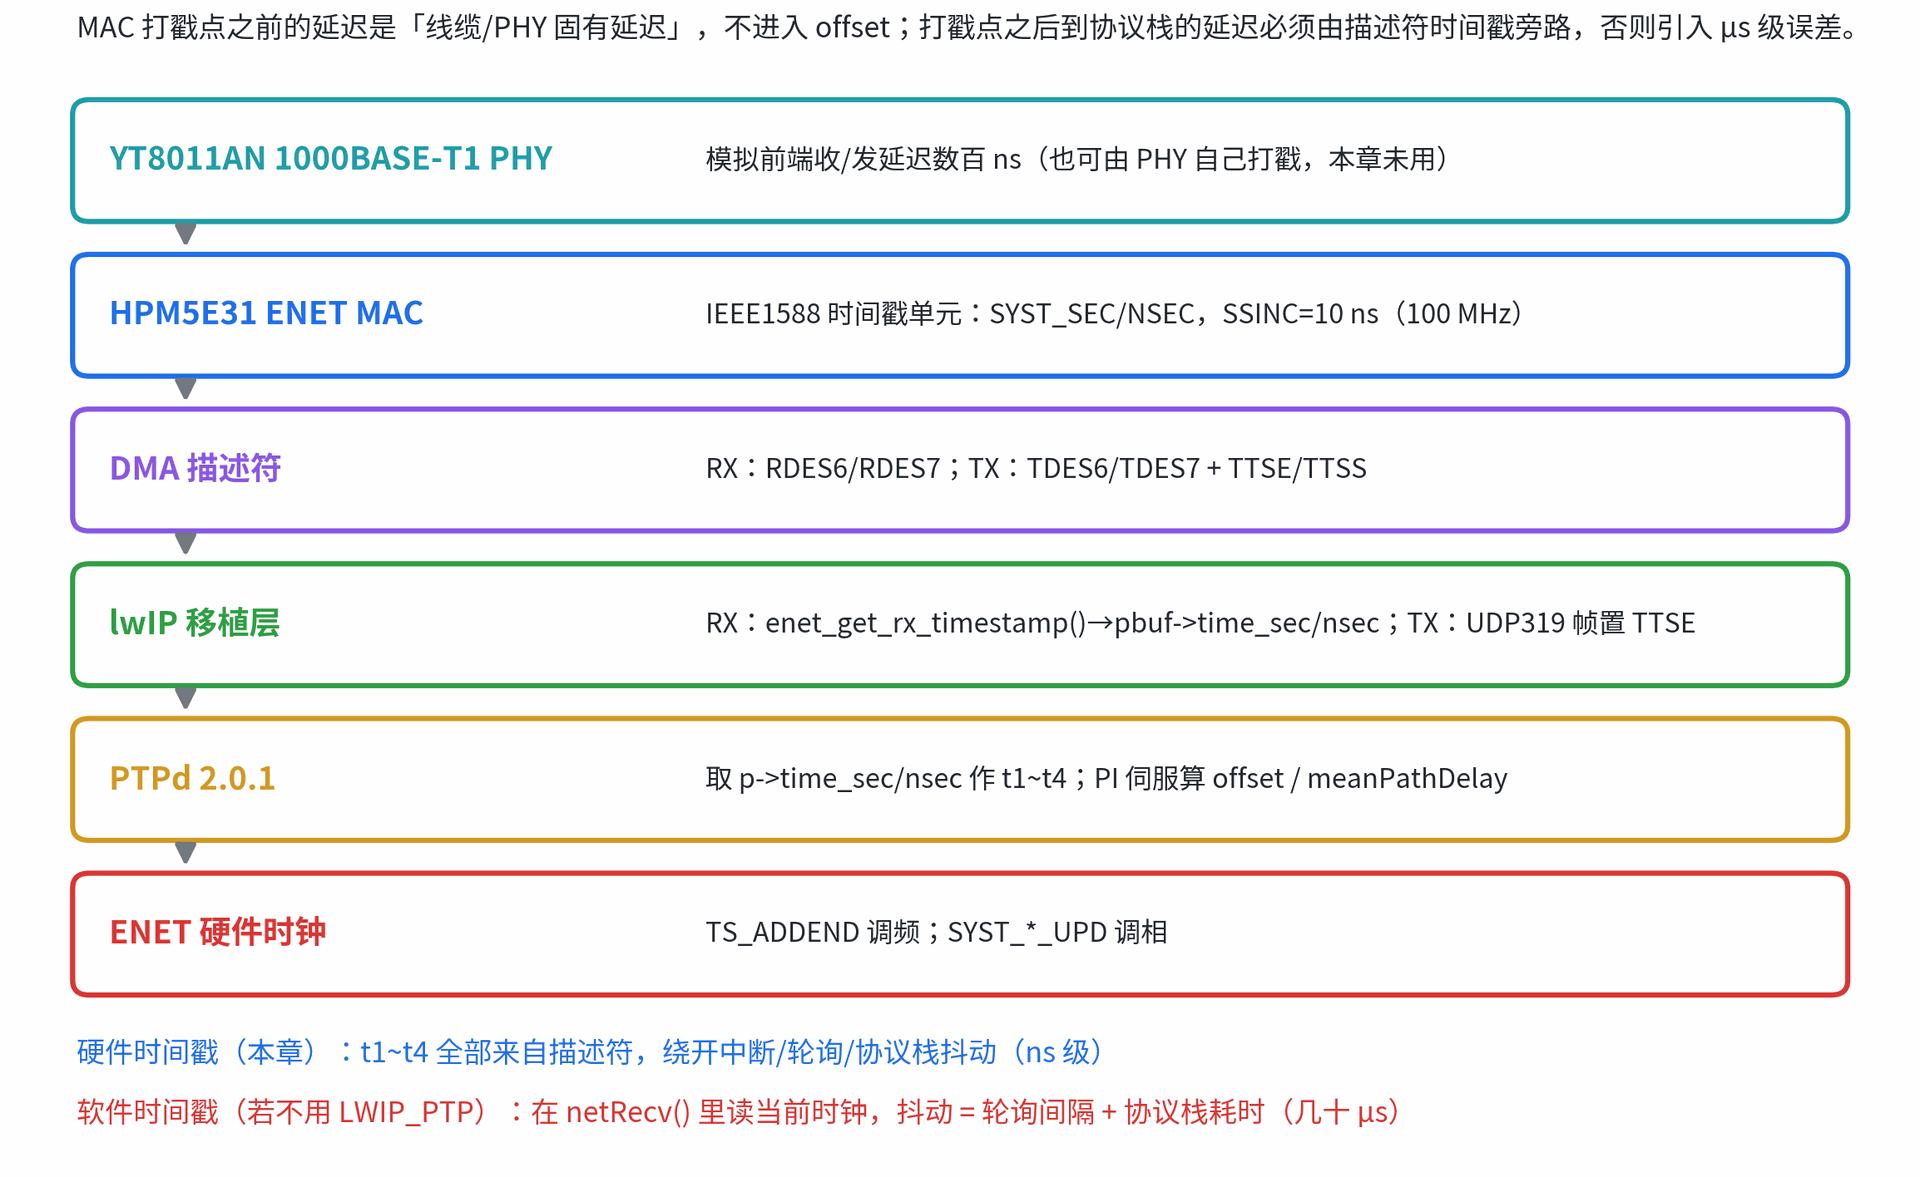 MAC 打戳点之前的延迟是「线缆/PHY 固有延迟」，不进入 offset；打戳点之后到协议栈的延迟必须由描述符时间戳旁路，否则引入 µs 级误差。
YT8011AN 1000BASE-T1 PHY
模拟前端收/发延迟数百 ns（也可由 PHY 自己打戳，本章未用）
HPM5E31 ENET MAC
IEEE1588 时间戳单元：SYST_SEC/NSEC，SSINC=10 ns（100 MHz）
DMA 描述符
RX：RDES6/RDES7；TX：TDES6/TDES7 + TTSE/TTSS
lwIP 移植层
RX：enet_get_rx_timestamp()→pbuf->time_sec/nsec；TX：UDP319 帧置 TTSE
PTPd 2.0.1
取 p->time_sec/nsec 作 t1~t4；PI 伺服算 offset / meanPathDelay
ENET 硬件时钟
TS_ADDEND 调频；SYST_*_UPD 调相
硬件时间戳（本章）：t1~t4 全部来自描述符，绕开中断/轮询/协议栈抖动（ns 级）
软件时间戳（若不用 LWIP_PTP）：在 netRecv() 里读当前时钟，抖动 = 轮询间隔 + 协议栈耗时（几十 µs）